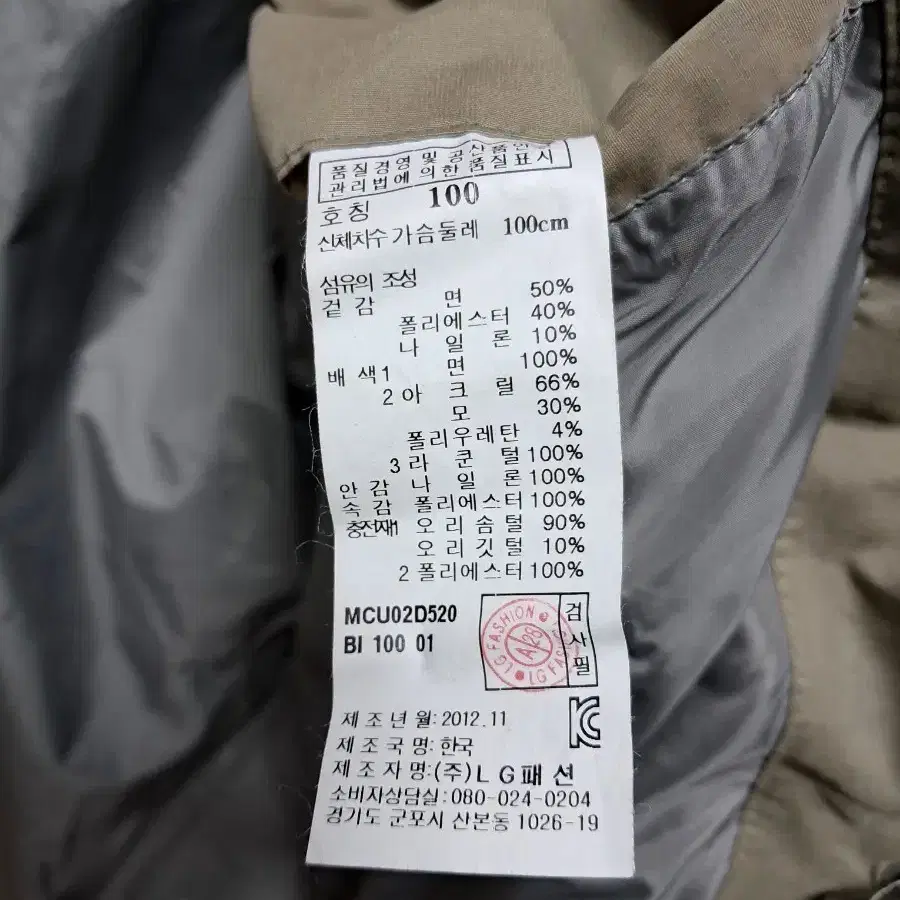 품질경영 및 공산품안전
관리법에 의한 품질표시
호칭 100
신체치수 가슴둘레 100cm
섬유의 조성
겉감 면 50%
폴리에스터 40%
나일론 10%
배색1 면 100%
2 아크릴 66%
모 30%
폴리우레탄 4%
3 라쿤털 100%
안감 나일론 100%
속감 폴리에스터 100%
충전재1 오리솜털 90%
오리깃털 10%
2 폴리에스터 100%
MCU02D520
BI 100 01
LG FASHION
A/28
LG FAS
검사필
제조년월: 2012.11
제조국명: 한국
제조자명: (주)LG패션
소비자상담실: 080-024-0204
경기도 군포시 산본동 1026-19